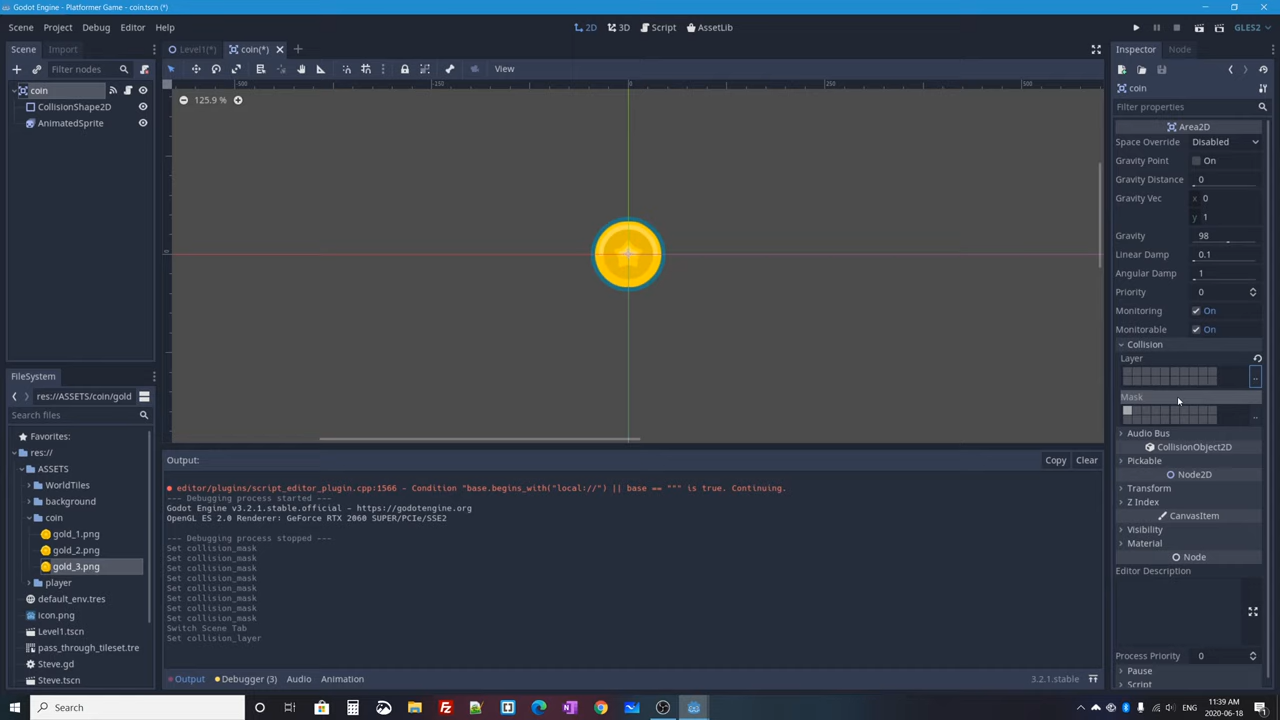 Godot Engine - Platformer Game - coin.tscn (*)
Scene Project Debug Editor Help
2D 3D Script AssetLib
GLES2
Scene Import
Level1(*) coin(*)
Inspector Node
Filter nodes
View
coin
CollisionShape2D
AnimatedSprite
125.9 %
-500 -250 0 250 500
0
coin
Filter properties
Area2D
Space Override Disabled
Gravity Point On
Gravity Distance 0
Gravity Vec x 0
y 1
Gravity 98
Linear Damp 0.1
Angular Damp 1
Priority 0
Monitoring On
Monitorable On
Collision
Layer
..
Mask
..
Audio Bus
CollisionObject2D
Pickable
Node2D
Transform
Z Index
CanvasItem
Visibility
Material
Node
Editor Description
Process Priority 0
Pause
Script
FileSystem
res://ASSETS/coin/gold
Search files
Favorites:
res://
ASSETS
WorldTiles
background
coin
gold_1.png
gold_2.png
gold_3.png
player
default_env.tres
icon.png
Level1.tscn
pass_through_tileset.tre
Steve.gd
Steve.tscn
Output:
Copy Clear
editor/plugins/script_editor_plugin.cpp:1566 - Condition "base.begins_with("local://") || base == """ is true. Continuing.
--- Debugging process started ---
Godot Engine v3.2.1.stable.official - https://godotengine.org
OpenGL ES 2.0 Renderer: GeForce RTX 2060 SUPER/PCIe/SSE2
--- Debugging process stopped ---
Set collision_mask
Set collision_mask
Set collision_mask
Set collision_mask
Set collision_mask
Set collision_mask
Set collision_mask
Set collision_mask
Switch Scene Tab
Set collision_layer
Output Debugger (3) Audio Animation
3.2.1.stable
Search
11:39 AM
2020-06-18